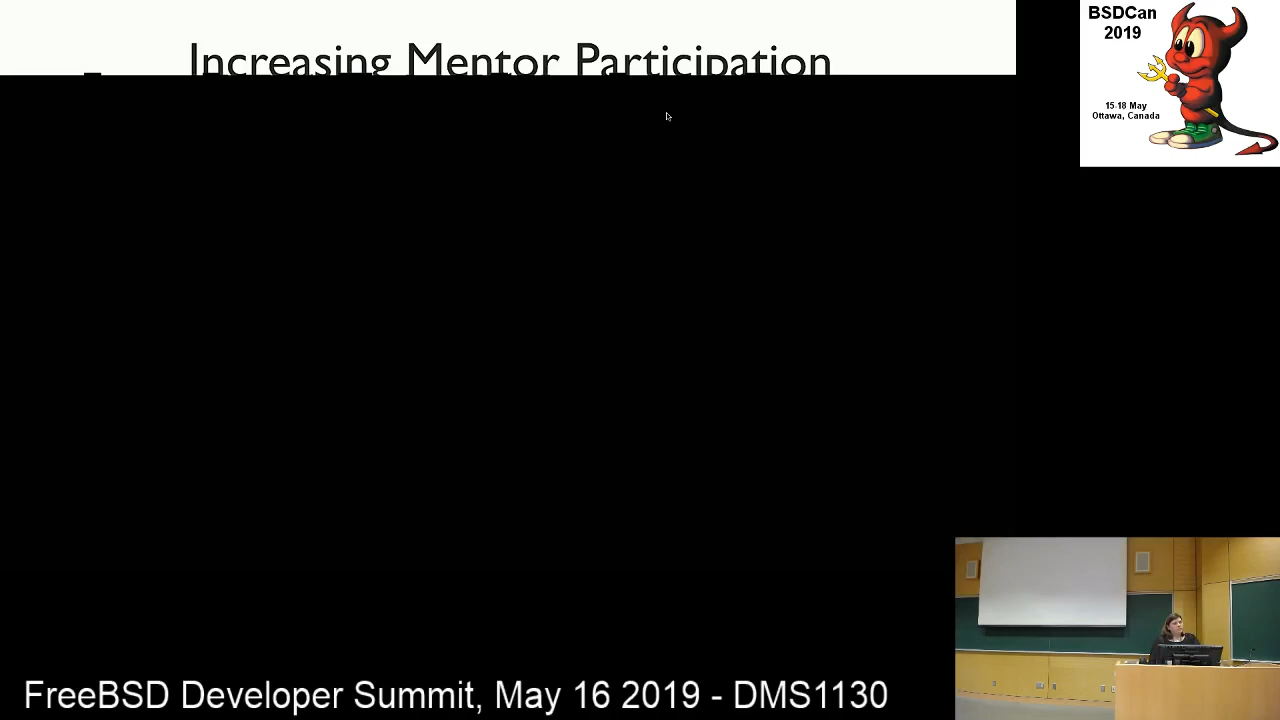 Increasing Mentor Participation
BSDCan
2019
15-18 May
Ottawa, Canada
FreeBSD Developer Summit, May 16 2019 - DMS1130